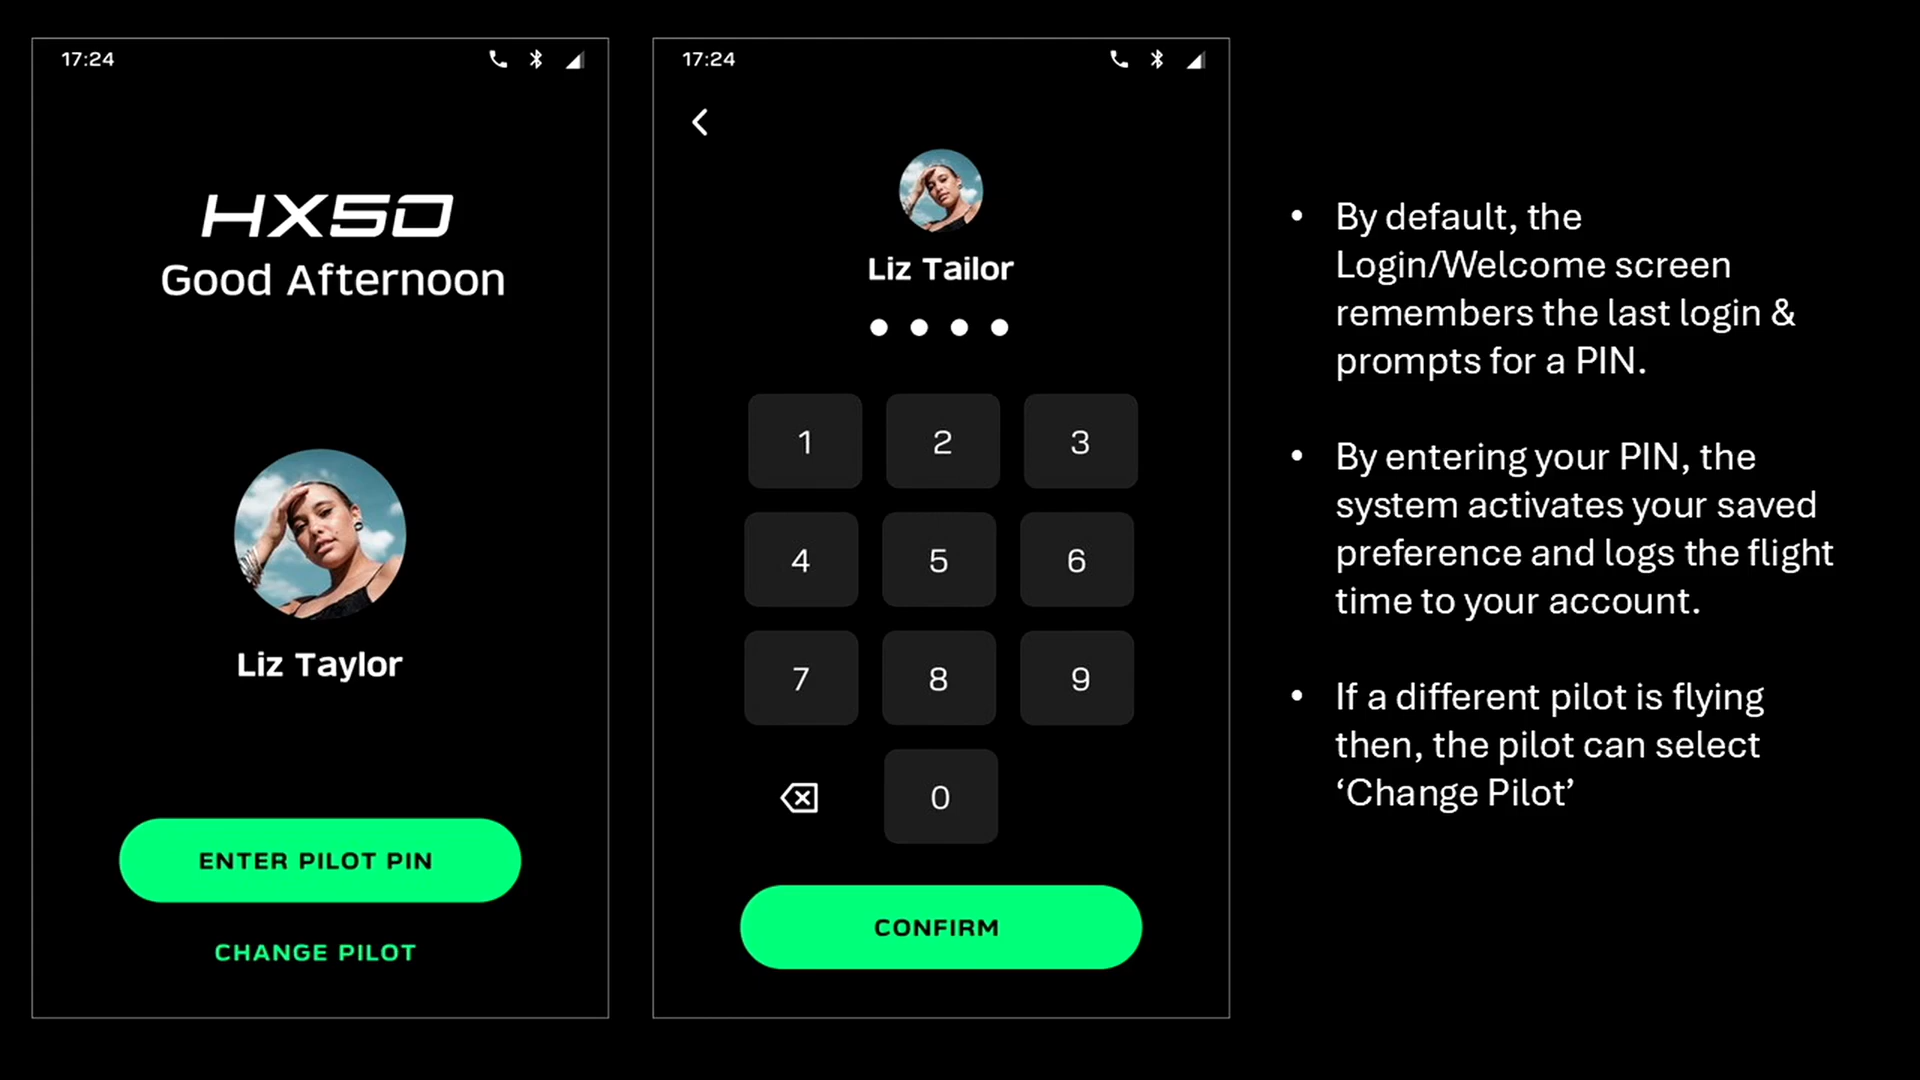 17:24
HX50
Good Afternoon
Liz Taylor
ENTER PILOT PIN
CHANGE PILOT
17:24
Liz Tailor
1 2 3
4 5 6
7 8 9
0
CONFIRM
• By default, the
Login/Welcome screen
remembers the last login &
prompts for a PIN.
• By entering your PIN, the
system activates your saved
preference and logs the flight
time to your account.
• If a different pilot is flying
then, the pilot can select
‘Change Pilot’